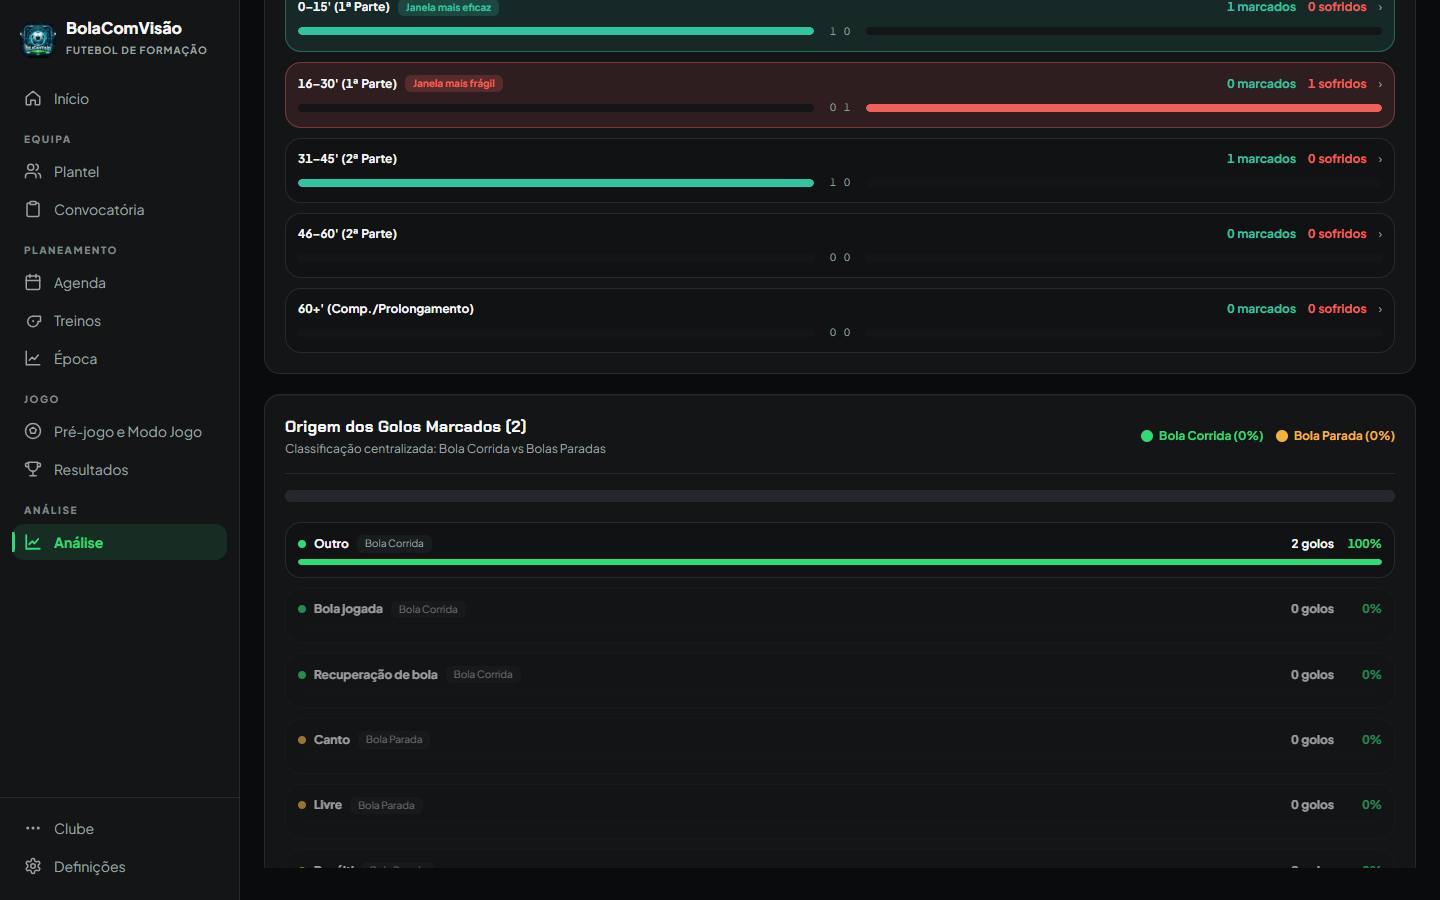 BolaComVisão
FUTEBOL DE FORMAÇÃO
Início
EQUIPA
Plantel
Convocatória
PLANEAMENTO
Agenda
Treinos
Época
JOGO
Pré-jogo e Modo Jogo
Resultados
ANÁLISE
Análise
Clube
Definições
0–15' (1ª Parte) Janela mais eficaz 1 marcados 0 sofridos ›
1 0
16–30' (1ª Parte) Janela mais frágil 0 marcados 1 sofridos ›
0 1
31–45' (2ª Parte) 1 marcados 0 sofridos ›
1 0
46–60' (2ª Parte) 0 marcados 0 sofridos ›
0 0
60+' (Comp./Prolongamento) 0 marcados 0 sofridos ›
0 0
Origem dos Golos Marcados (2)
Classificação centralizada: Bola Corrida vs Bolas Paradas
Bola Corrida (0%) Bola Parada (0%)
Outro Bola Corrida 2 golos 100%
Bola jogada Bola Corrida 0 golos 0%
Recuperação de bola Bola Corrida 0 golos 0%
Canto Bola Parada 0 golos 0%
Livre Bola Parada 0 golos 0%